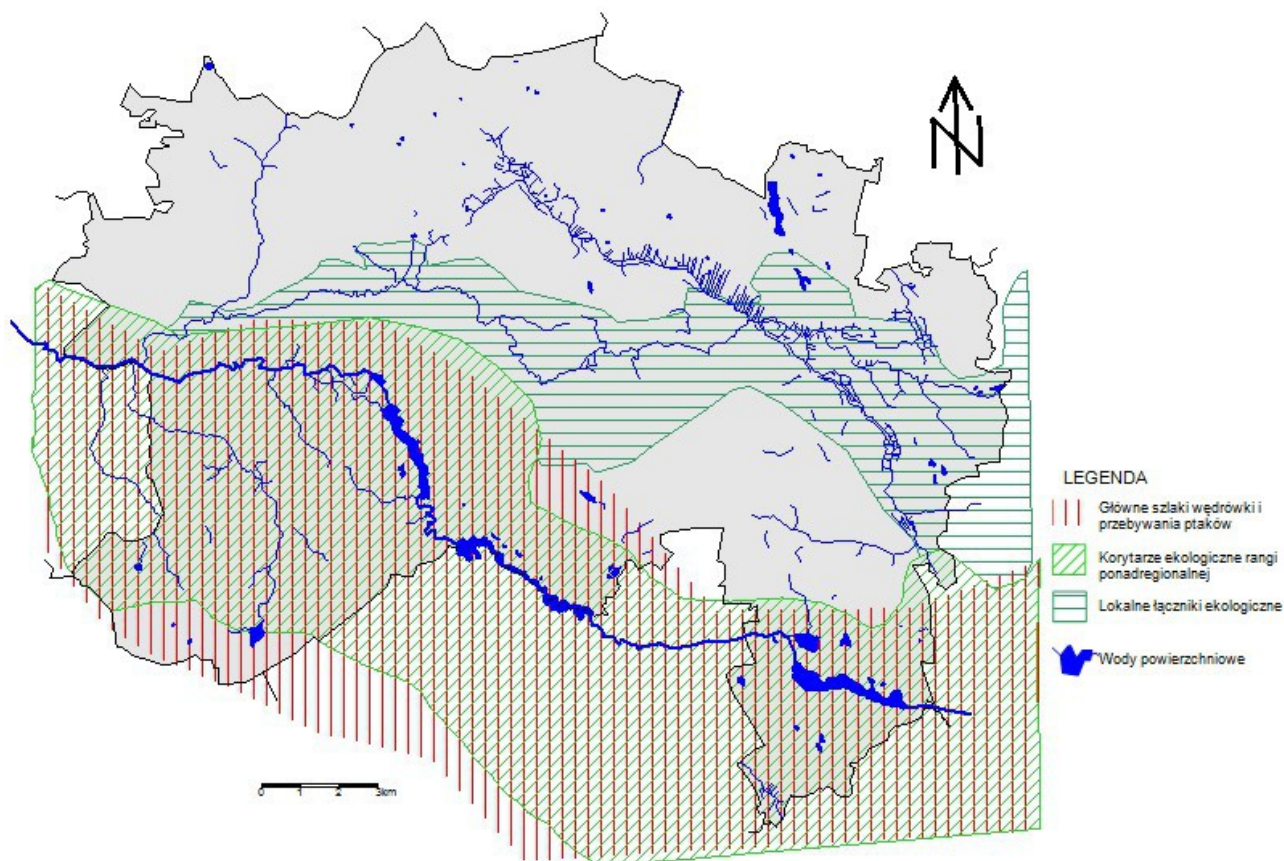 N
LEGENDA
Główne szlaki wędrówki i
przebywania ptaków
Korytarze ekologiczne rangi
ponadregionalnej
Lokalne łączniki ekologiczne
Wody powierzchniowe
0 1 2 3km